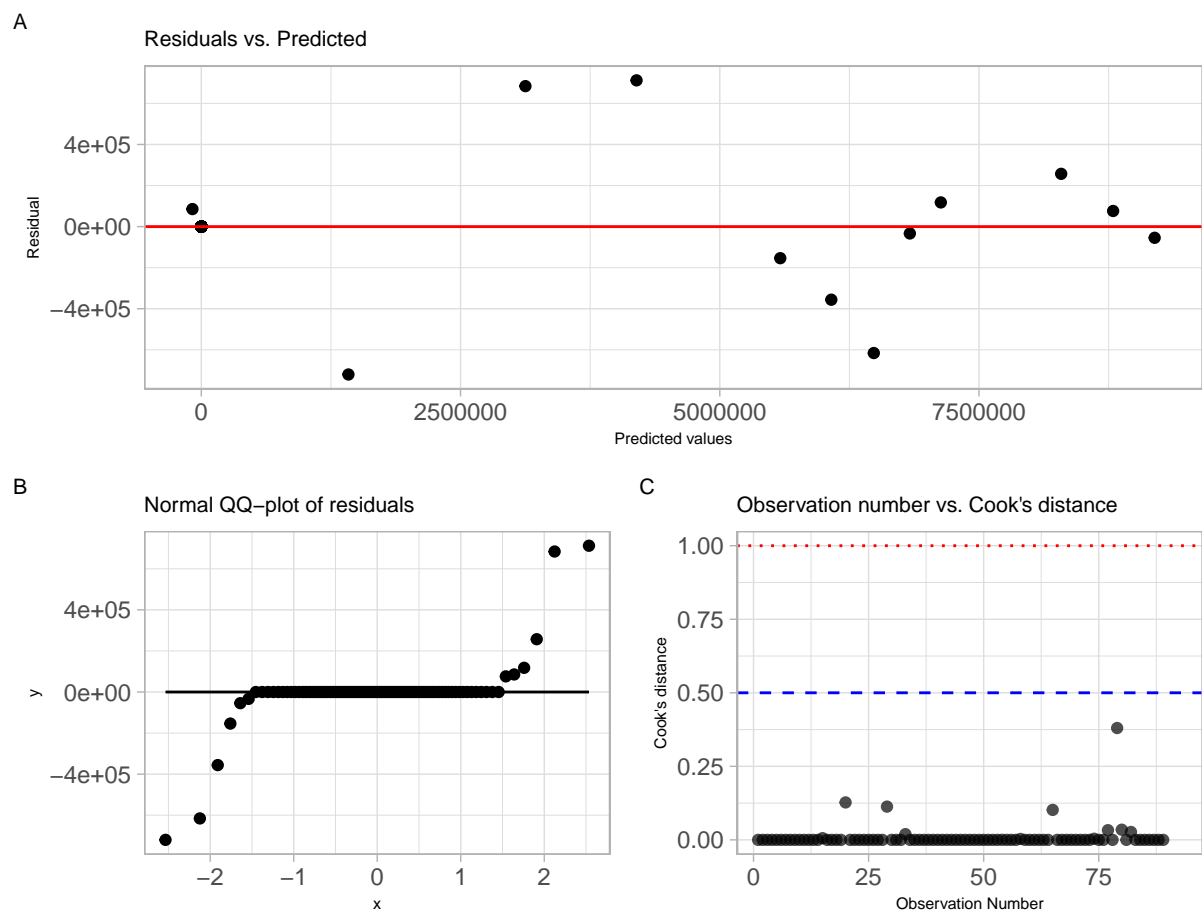 A
Residuals vs. Predicted
4e+05
0e+00
−4e+05
Residual
0 2500000 5000000 7500000
Predicted values
B
Normal QQ−plot of residuals
4e+05
0e+00
−4e+05
y
−2 −1 0 1 2
x
C
Observation number vs. Cook's distance
1.00
0.75
0.50
0.25
0.00
Cook's distance
0 25 50 75
Observation Number